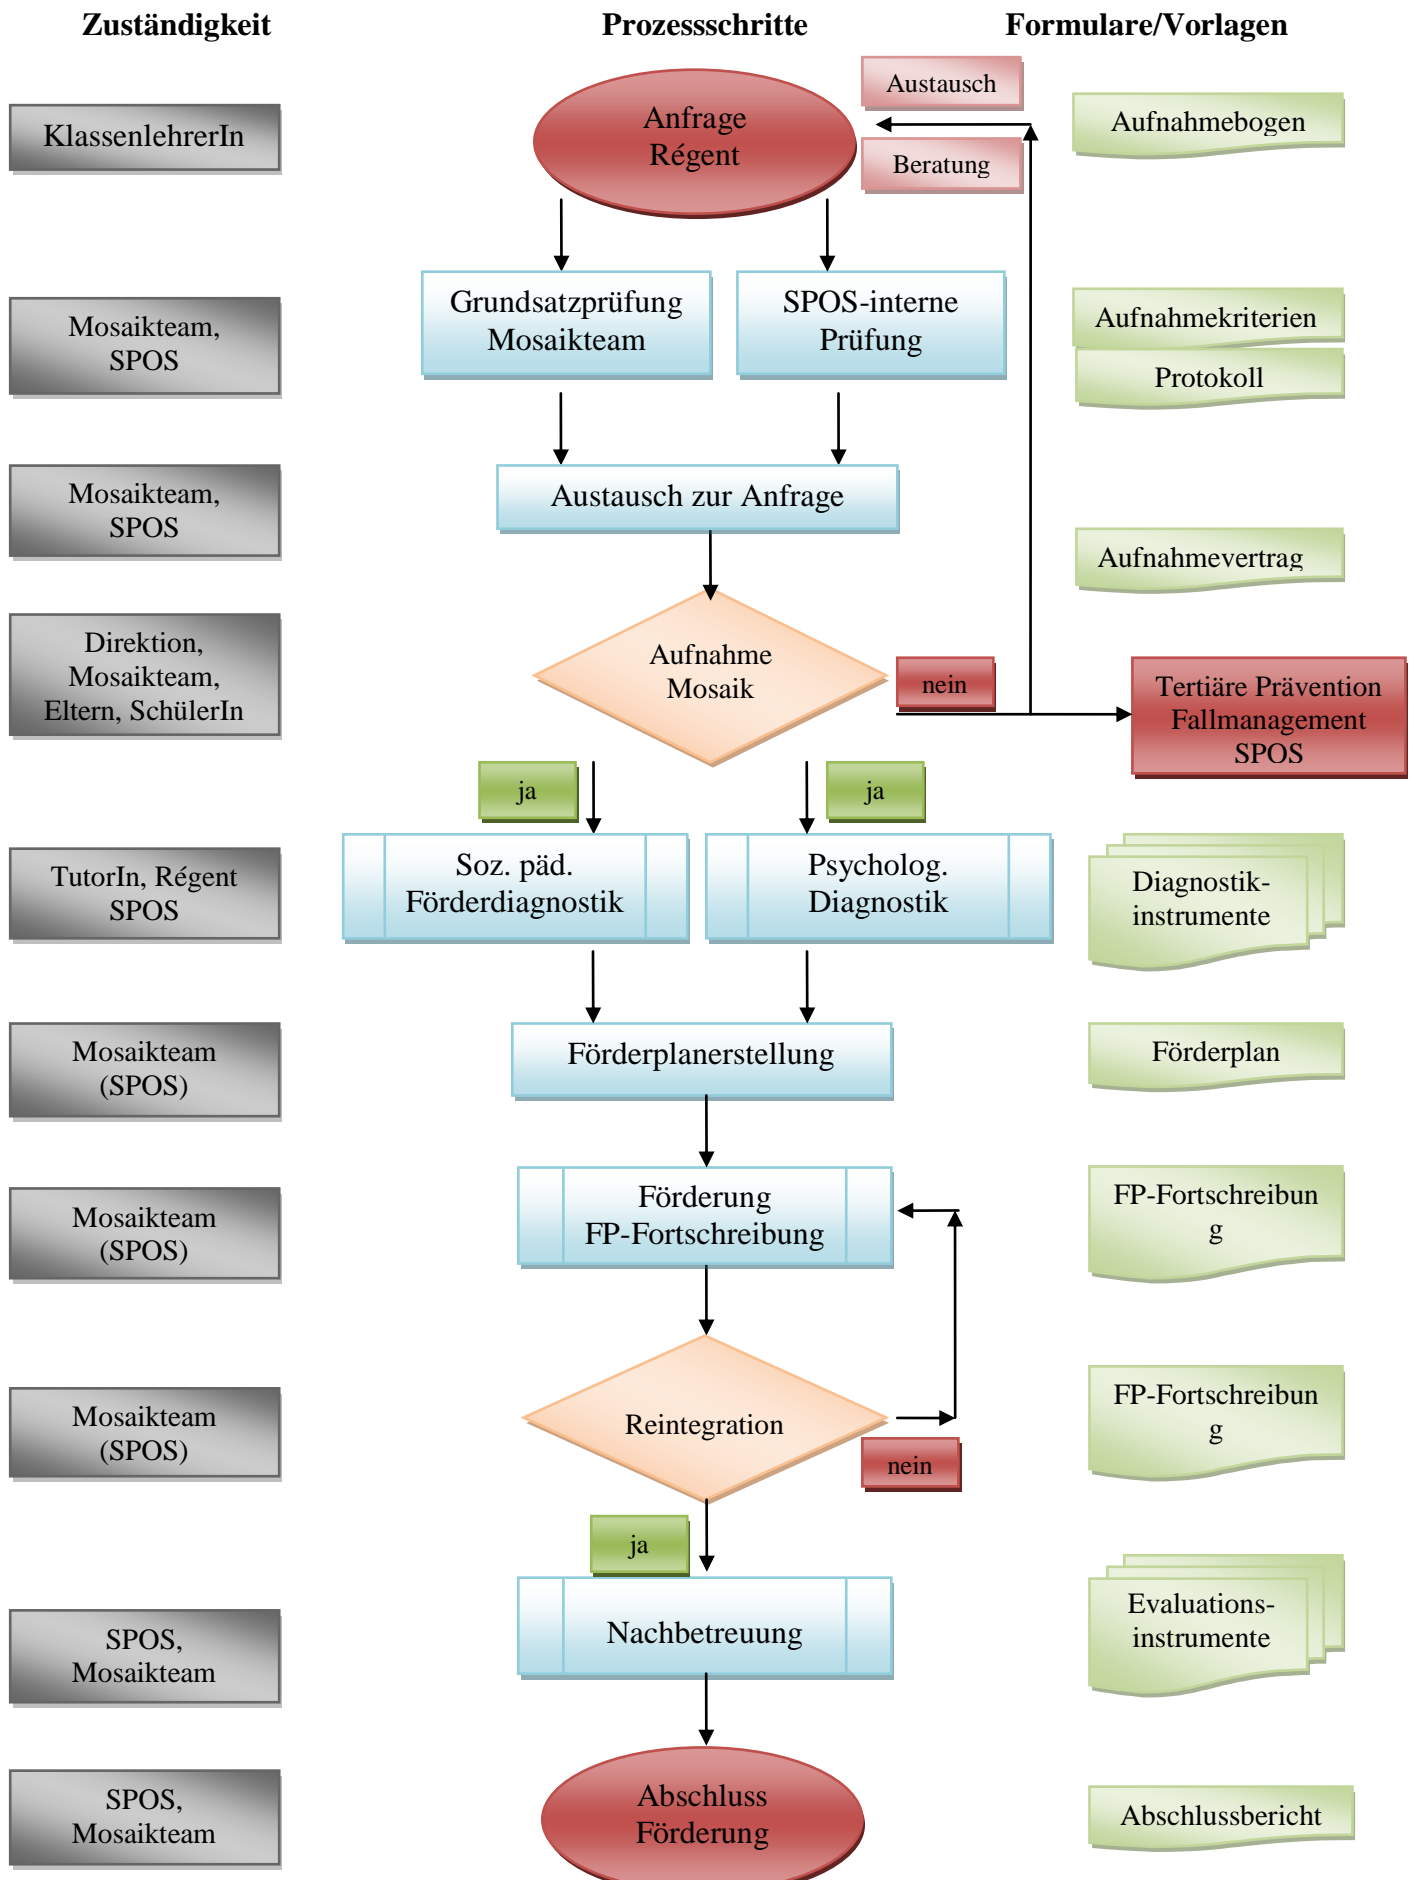 Zuständigkeit
Prozessschritte
Formulare/Vorlagen
KlassenlehrerIn
Anfrage
Régent
Austausch
Beratung
Aufnahmebogen
Mosaikteam,
SPOS
Grundsatzprüfung
Mosaikteam
SPOS-interne
Prüfung
Aufnahmekriterien
Protokoll
Mosaikteam,
SPOS
Austausch zur Anfrage
Aufnahmevertrag
Direktion,
Mosaikteam,
Eltern, SchülerIn
Aufnahme
Mosaik
nein
Tertiäre Prävention
Fallmanagement
SPOS
ja
ja
TutorIn, Régent
SPOS
Soz. päd.
Förderdiagnostik
Psycholog.
Diagnostik
Diagnostik-
instrumente
Mosaikteam
(SPOS)
Förderplanerstellung
Förderplan
Mosaikteam
(SPOS)
Förderung
FP-Fortschreibung
FP-Fortschreibun
g
Mosaikteam
(SPOS)
Reintegration
nein
FP-Fortschreibun
g
ja
SPOS,
Mosaikteam
Nachbetreuung
Evaluations-
instrumente
SPOS,
Mosaikteam
Abschluss
Förderung
Abschlussbericht